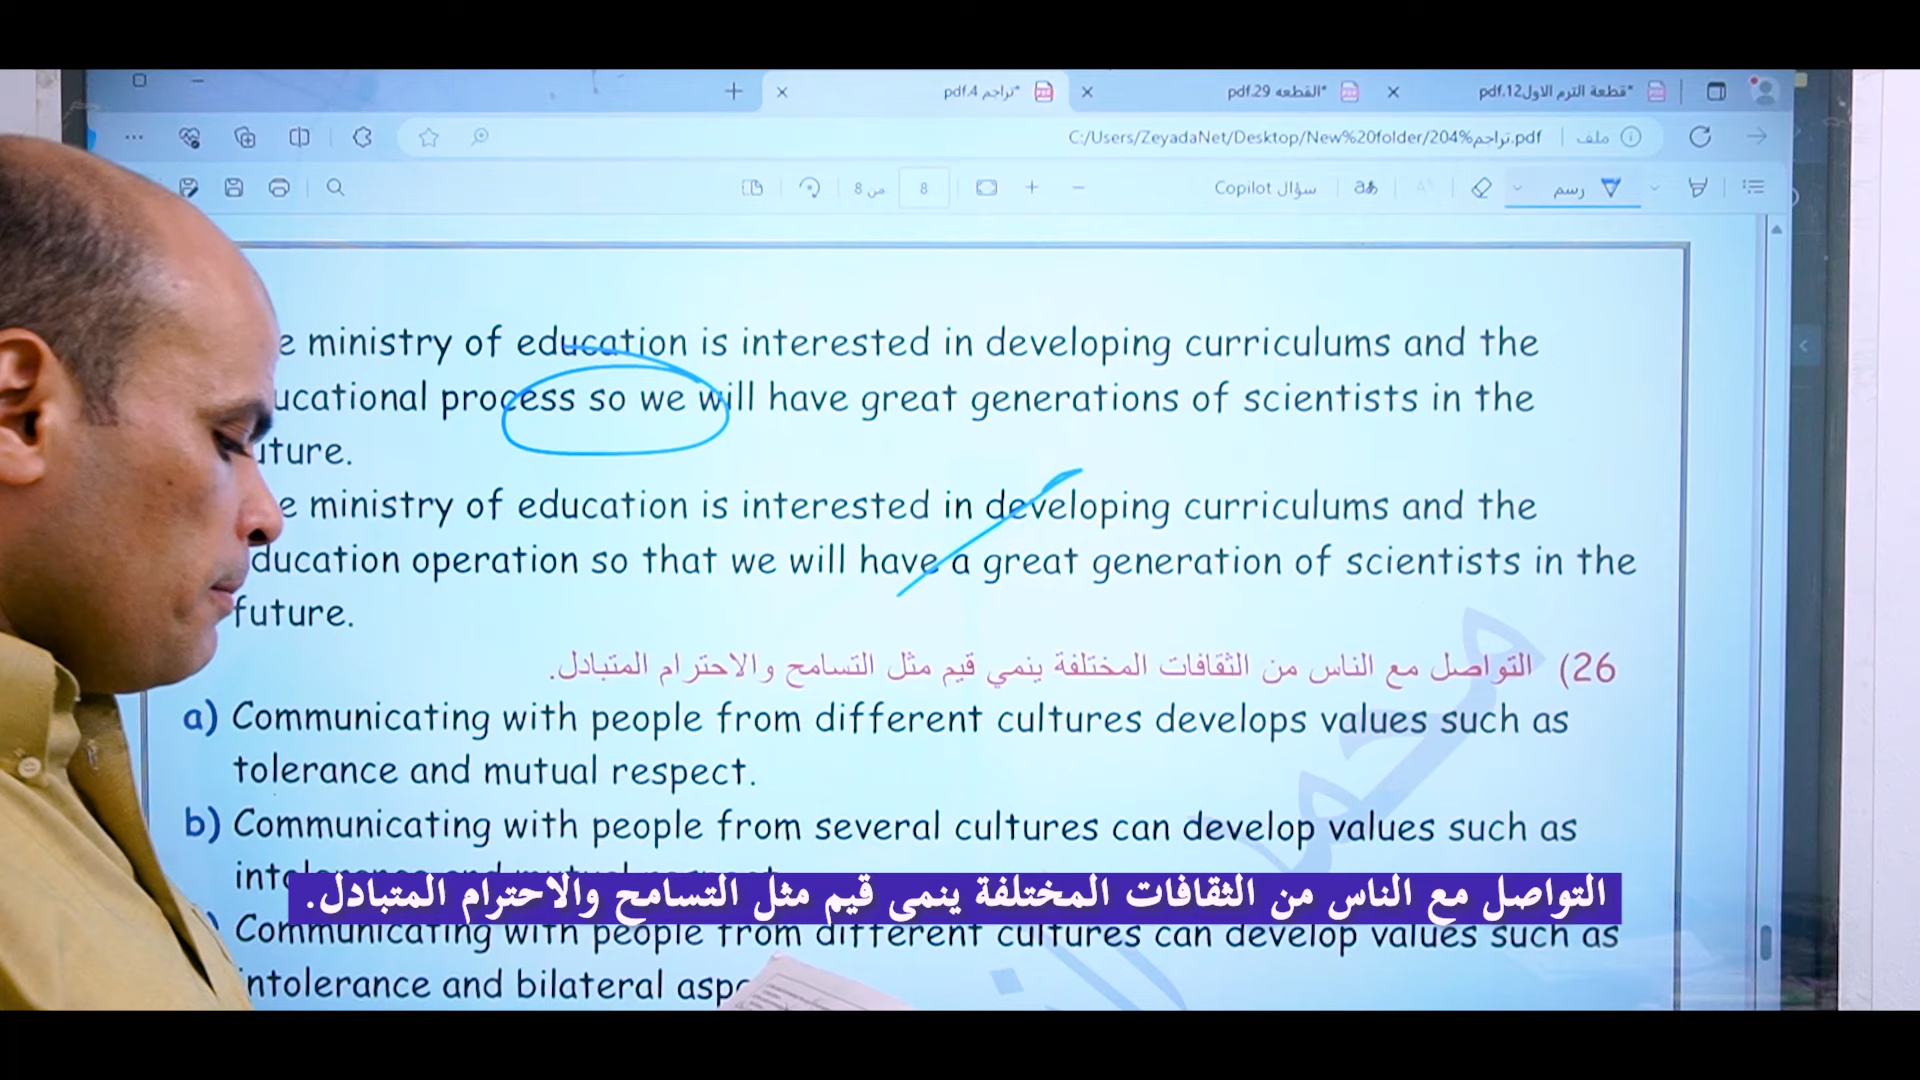 تراجم 4.pdf*
القطعه 29.pdf*
قطعة الترم الاول12.pdf*
C:/Users/ZeyadaNet/Desktop/New%20folder/204%تراجم.pdf
ملف
8 من 8
سؤال Copilot
رسم
e ministry of education is interested in developing curriculums and the
ucational process so we will have great generations of scientists in the
uture.
e ministry of education is interested in developing curriculums and the
ducation operation so that we will have a great generation of scientists in the
future.
26) التواصل مع الناس من الثقافات المختلفة ينمي قيم مثل التسامح والاحترام المتبادل.
a) Communicating with people from different cultures develops values such as
tolerance and mutual respect.
b) Communicating with people from several cultures can develop values such as
التواصل مع الناس من الثقافات المختلفة ينمى قيم مثل التسامح والاحترام المتبادل.
Communicating with people from different cultures can develop values such as
ntolerance and bilateral